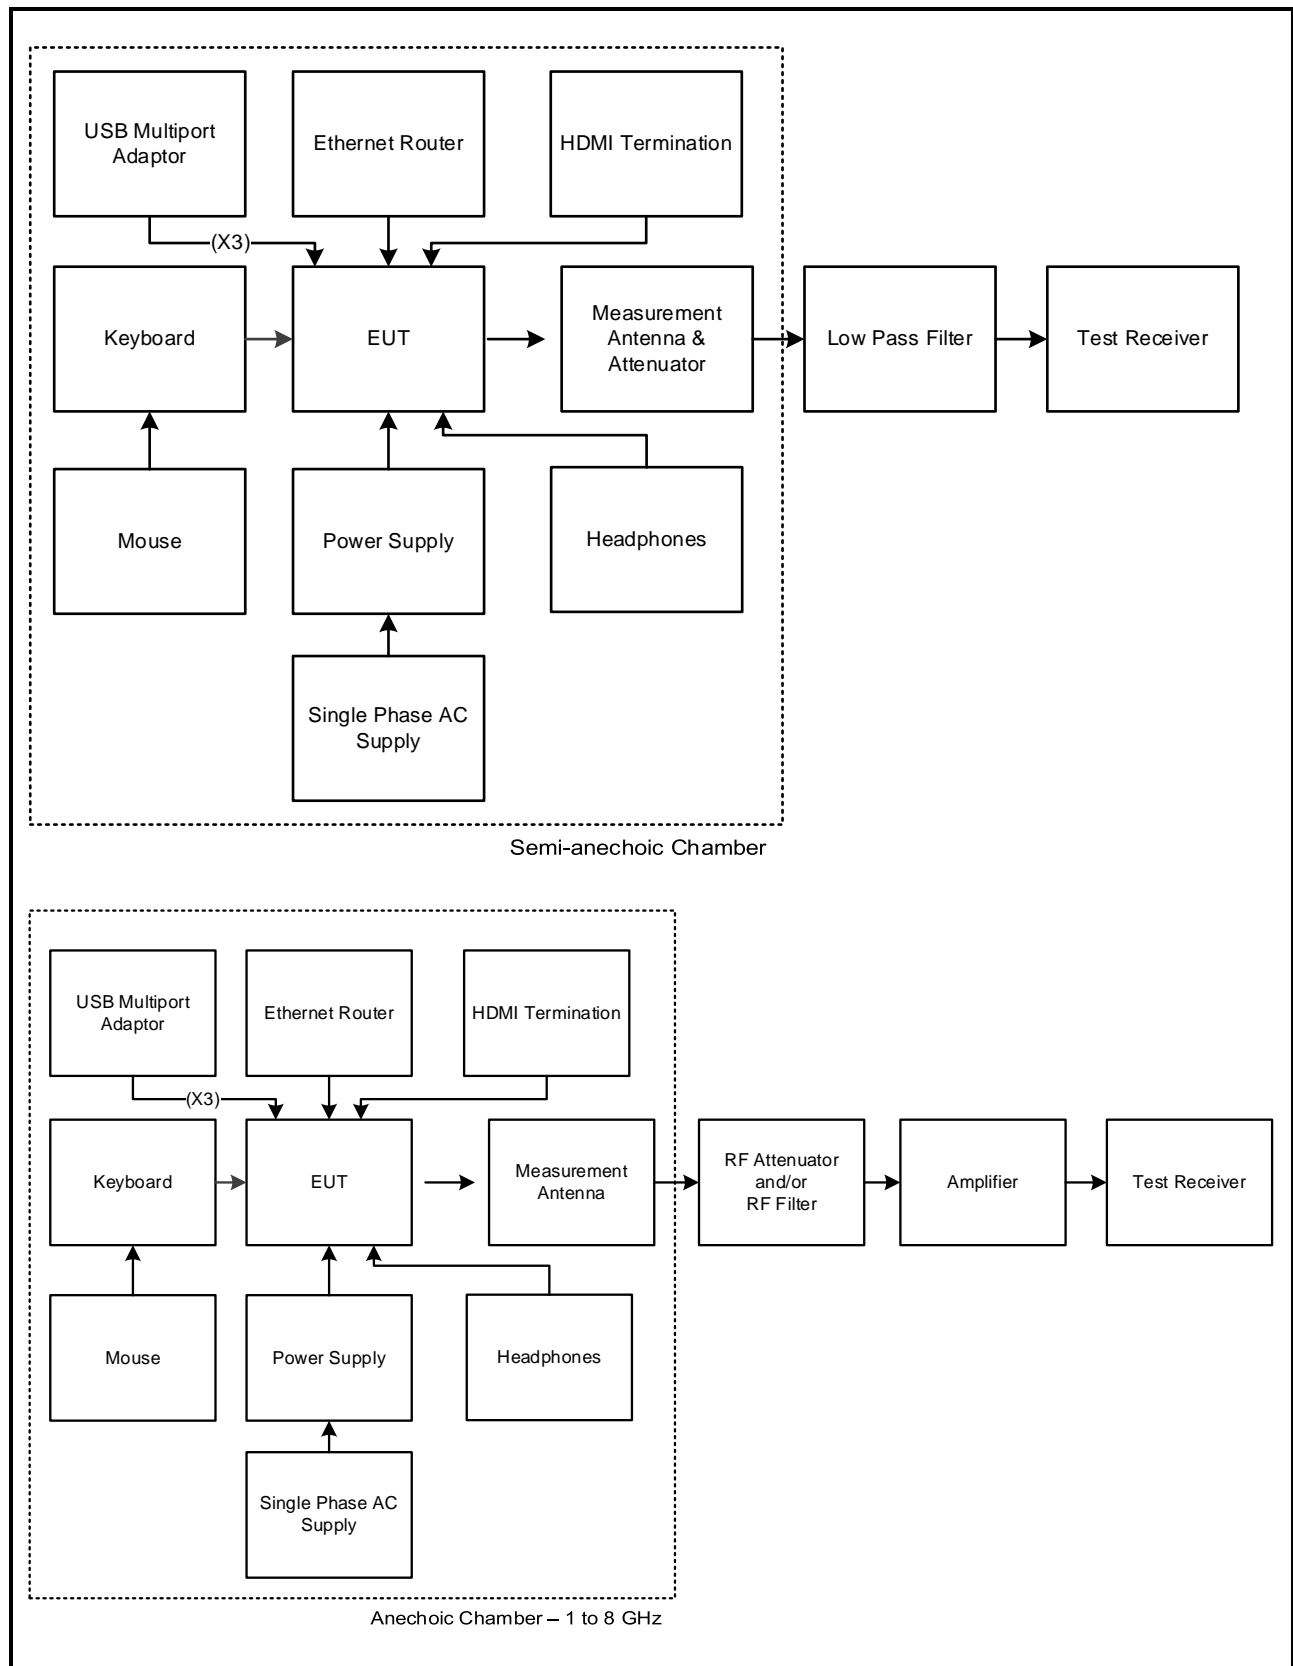 USB Multiport
Adaptor
Ethernet Router
HDMI Termination
(X3)
Keyboard
EUT
Measurement
Antenna &
Attenuator
Low Pass Filter
Test Receiver
Mouse
Power Supply
Headphones
Single Phase AC
Supply
Semi-anechoic Chamber
USB Multiport
Adaptor
Ethernet Router
HDMI Termination
(X3)
Keyboard
EUT
Measurement
Antenna
RF Attenuator
and/or
RF Filter
Amplifier
Test Receiver
Mouse
Power Supply
Headphones
Single Phase AC
Supply
Anechoic Chamber – 1 to 8 GHz